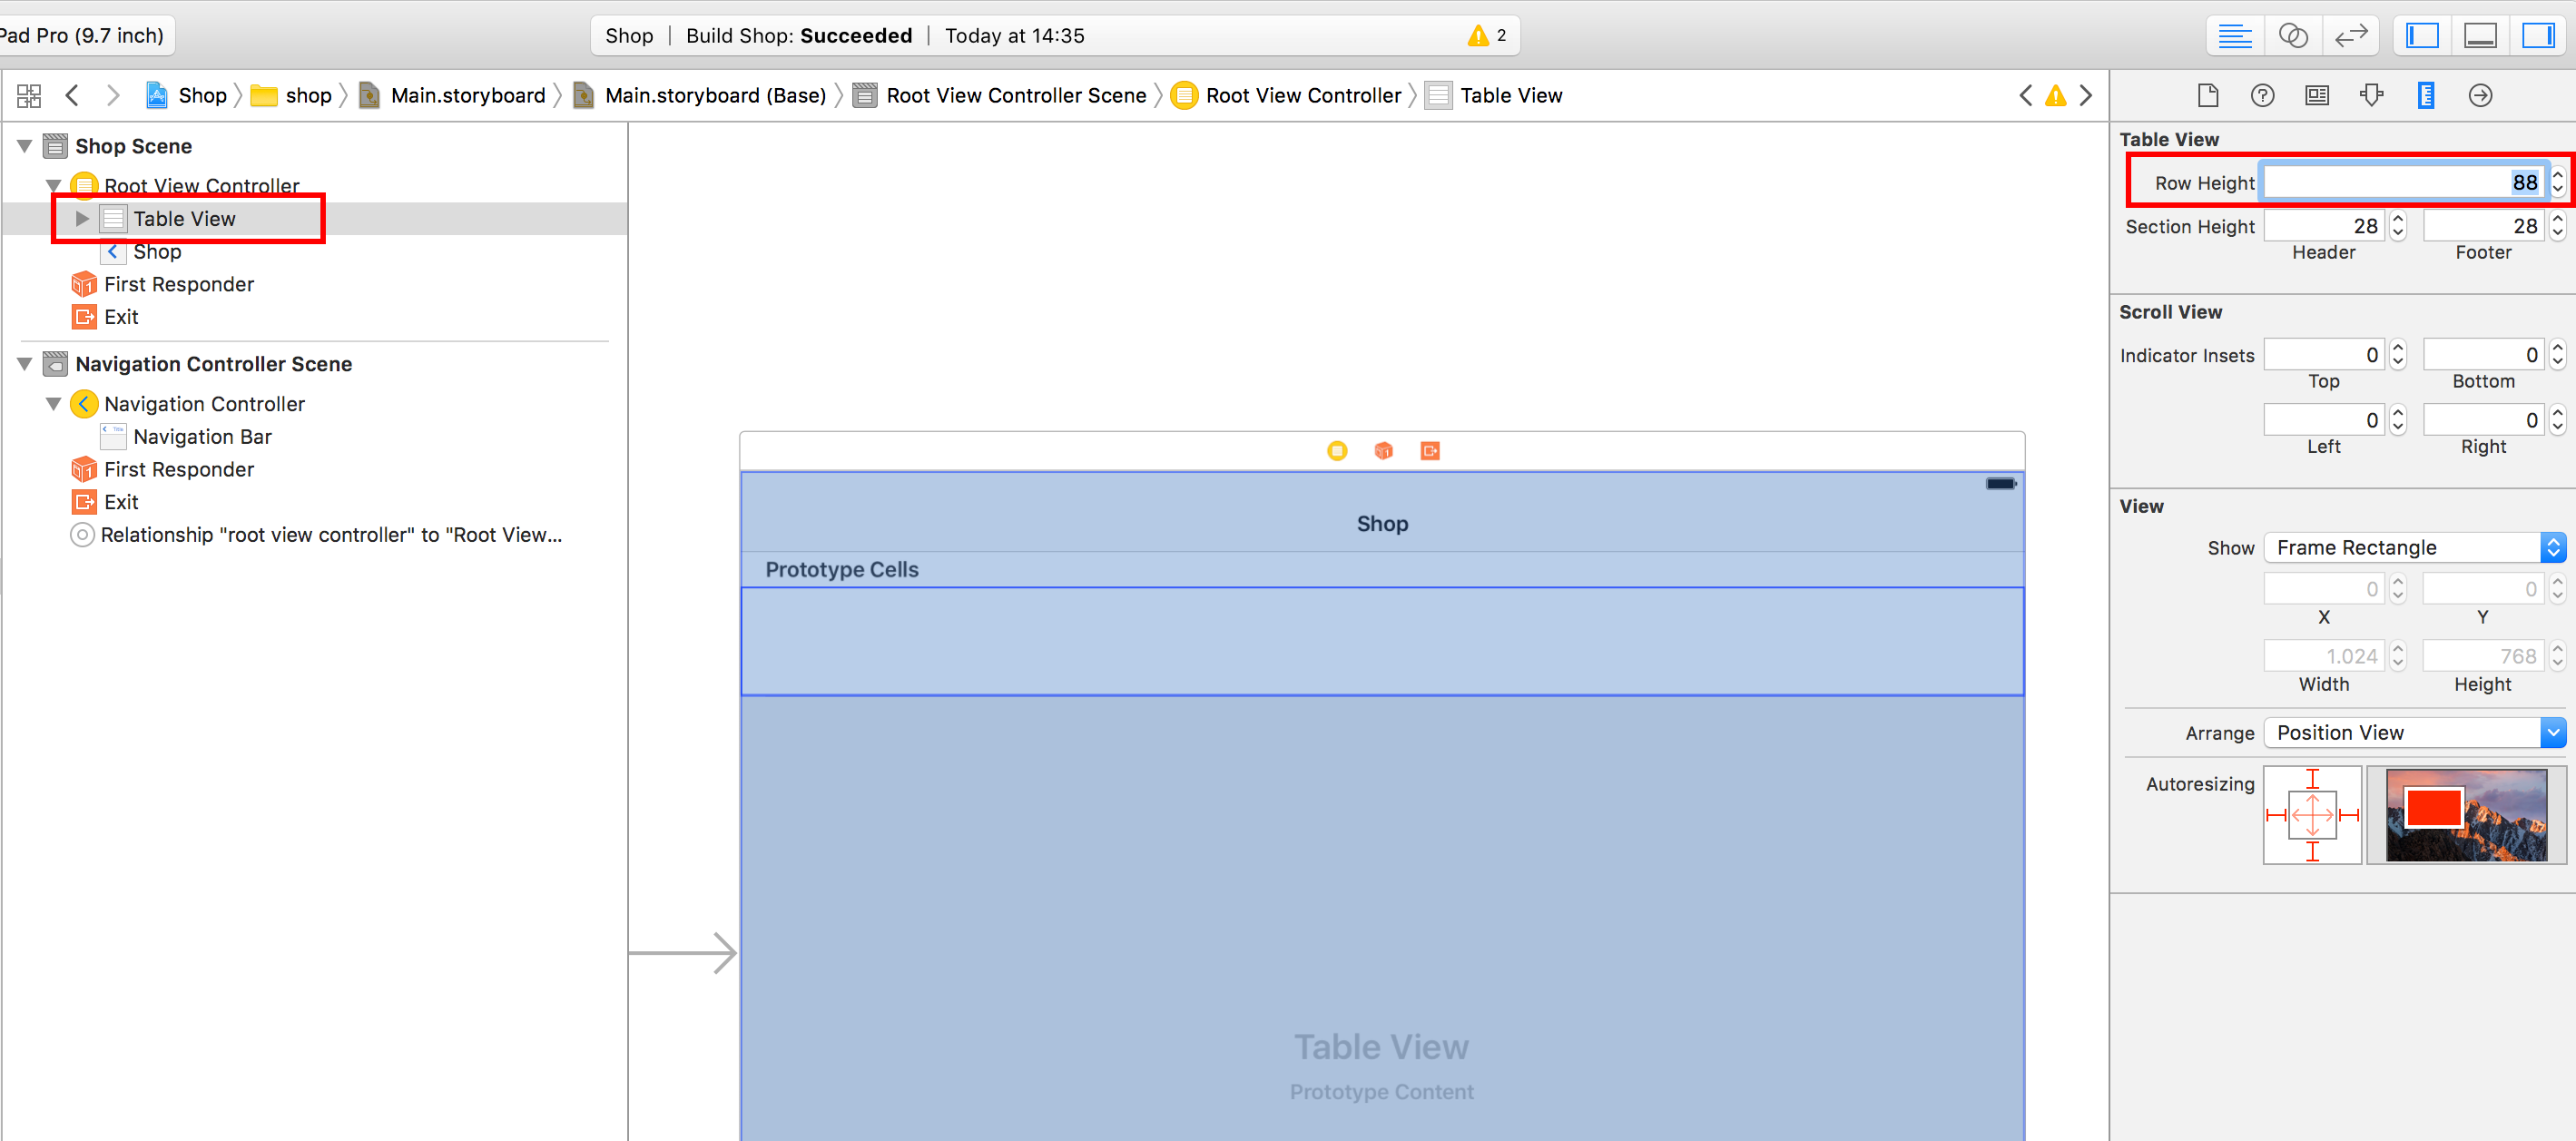 Pad Pro (9.7 inch)
Shop | Build Shop: Succeeded | Today at 14:35
2
Shop
shop
Main.storyboard
Main.storyboard (Base)
Root View Controller Scene
Root View Controller
Table View
Shop Scene
Root View Controller
Table View
Shop
First Responder
Exit
Navigation Controller Scene
Navigation Controller
Navigation Bar
First Responder
Exit
Relationship "root view controller" to "Root View...
Shop
Prototype Cells
Table View
Prototype Content
Table View
Row Height 88
Section Height 28 28
Header Footer
Scroll View
Indicator Insets 0 0
Top Bottom
0 0
Left Right
View
Show Frame Rectangle
0 0
X Y
1.024 768
Width Height
Arrange Position View
Autoresizing